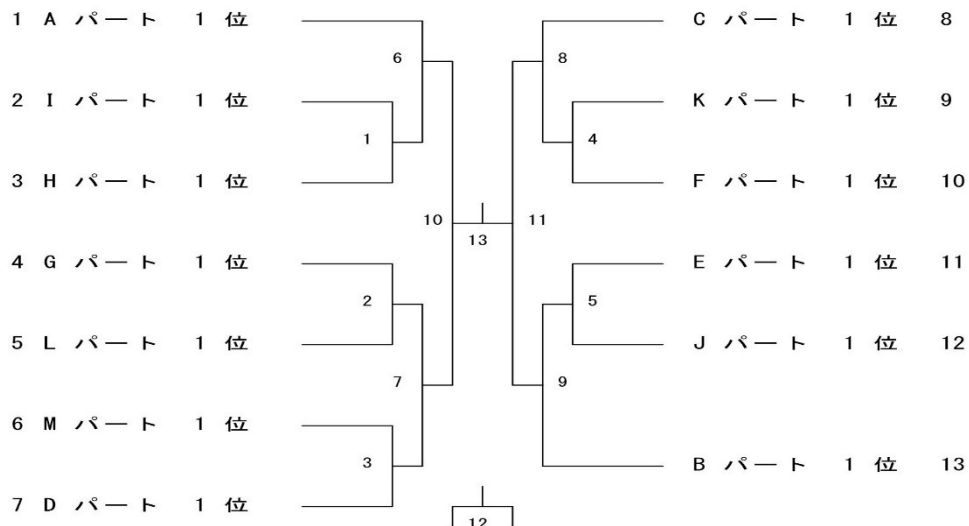 1 A パート 1 位
C パート 1 位 8
6
8
2 I パート 1 位
K パート 1 位 9
1
4
3 H パート 1 位
F パート 1 位 10
10
11
13
4 G パート 1 位
E パート 1 位 11
2
5
5 L パート 1 位
J パート 1 位 12
7
9
6 M パート 1 位
3
B パート 1 位 13
7 D パート 1 位
12